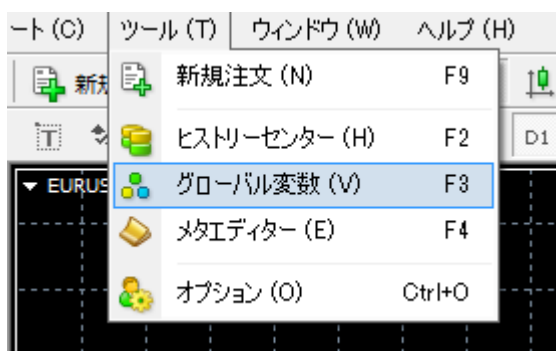 ート (C) ツール (T) ウィンドウ (W) ヘルプ (H)
新規 新規注文 (N) F9
T ヒストリーセンター (H) F2 D1
EURUS グローバル変数 (V) F3
メタエディター (E) F4
オプション (O) Ctrl+O